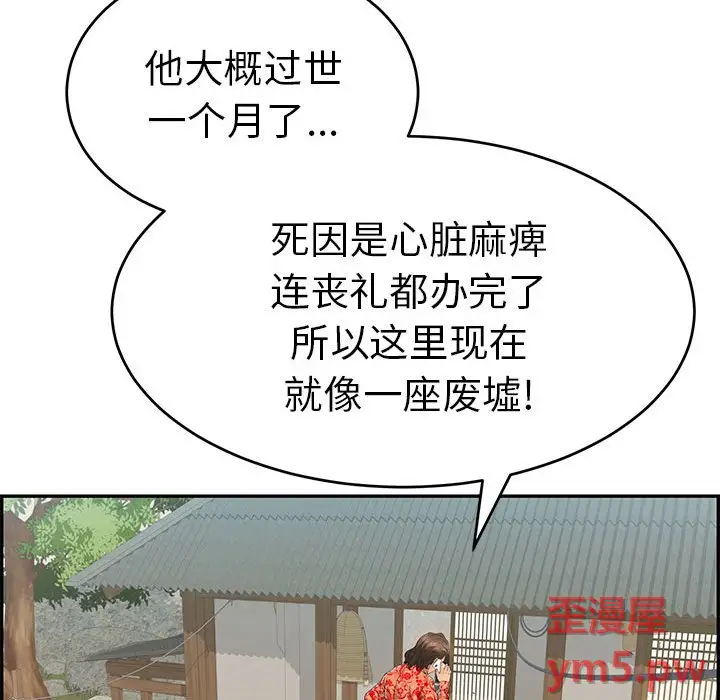 他大概过世
一个月了...
死因是心脏麻痺
连丧礼都办完了
所以这里现在
就像一座废墟!
歪漫屋
ym5.pw